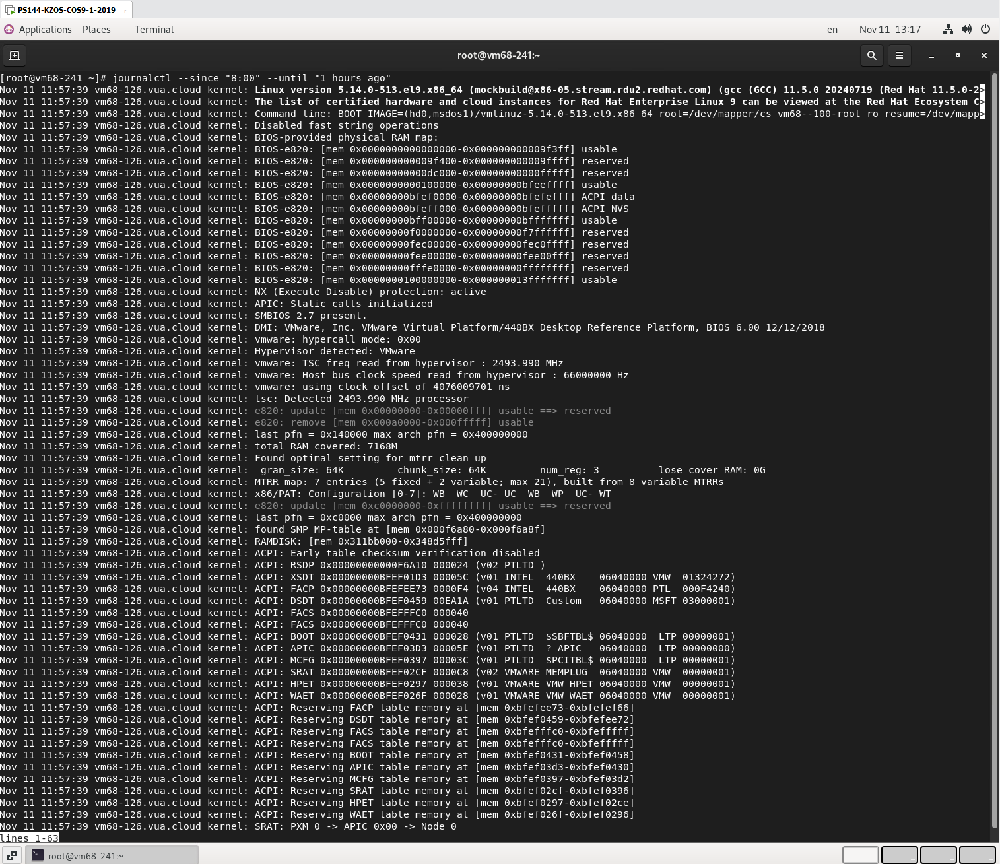 PS144-KZOS-COS9-1-2019
Applications Places Terminal en Nov 11 13:17
root@vm68-241:~
[root@vm68-241 ~]# journalctl --since "8:00" --until "1 hours ago"
Nov 11 11:57:39 vm68-126.vua.cloud kernel: Linux version 5.14.0-513.el9.x86_64 (mockbuild@x86-05.stream.rdu2.redhat.com) (gcc (GCC) 11.5.0 20240719 (Red Hat 11.5.0-2>
Nov 11 11:57:39 vm68-126.vua.cloud kernel: The list of certified hardware and cloud instances for Red Hat Enterprise Linux 9 can be viewed at the Red Hat Ecosystem C>
Nov 11 11:57:39 vm68-126.vua.cloud kernel: Command line: BOOT_IMAGE=(hd0,msdos1)/vmlinuz-5.14.0-513.el9.x86_64 root=/dev/mapper/cs_vm68--100-root ro resume=/dev/mapp>
Nov 11 11:57:39 vm68-126.vua.cloud kernel: Disabled fast string operations
Nov 11 11:57:39 vm68-126.vua.cloud kernel: BIOS-provided physical RAM map:
Nov 11 11:57:39 vm68-126.vua.cloud kernel: BIOS-e820: [mem 0x0000000000000000-0x000000000009f3ff] usable
Nov 11 11:57:39 vm68-126.vua.cloud kernel: BIOS-e820: [mem 0x000000000009f400-0x000000000009ffff] reserved
Nov 11 11:57:39 vm68-126.vua.cloud kernel: BIOS-e820: [mem 0x00000000000dc000-0x00000000000fffff] reserved
Nov 11 11:57:39 vm68-126.vua.cloud kernel: BIOS-e820: [mem 0x0000000000100000-0x00000000bfeeffff] usable
Nov 11 11:57:39 vm68-126.vua.cloud kernel: BIOS-e820: [mem 0x00000000bfef0000-0x00000000bfefefff] ACPI data
Nov 11 11:57:39 vm68-126.vua.cloud kernel: BIOS-e820: [mem 0x00000000bfeff000-0x00000000bfefffff] ACPI NVS
Nov 11 11:57:39 vm68-126.vua.cloud kernel: BIOS-e820: [mem 0x00000000bff00000-0x00000000bfffffff] usable
Nov 11 11:57:39 vm68-126.vua.cloud kernel: BIOS-e820: [mem 0x00000000f0000000-0x00000000f7ffffff] reserved
Nov 11 11:57:39 vm68-126.vua.cloud kernel: BIOS-e820: [mem 0x00000000fec00000-0x00000000fec0ffff] reserved
Nov 11 11:57:39 vm68-126.vua.cloud kernel: BIOS-e820: [mem 0x00000000fee00000-0x00000000fee00fff] reserved
Nov 11 11:57:39 vm68-126.vua.cloud kernel: BIOS-e820: [mem 0x00000000fffe0000-0x00000000ffffffff] reserved
Nov 11 11:57:39 vm68-126.vua.cloud kernel: BIOS-e820: [mem 0x0000000100000000-0x000000013fffffff] usable
Nov 11 11:57:39 vm68-126.vua.cloud kernel: NX (Execute Disable) protection: active
Nov 11 11:57:39 vm68-126.vua.cloud kernel: APIC: Static calls initialized
Nov 11 11:57:39 vm68-126.vua.cloud kernel: SMBIOS 2.7 present.
Nov 11 11:57:39 vm68-126.vua.cloud kernel: DMI: VMware, Inc. VMware Virtual Platform/440BX Desktop Reference Platform, BIOS 6.00 12/12/2018
Nov 11 11:57:39 vm68-126.vua.cloud kernel: vmware: hypercall mode: 0x00
Nov 11 11:57:39 vm68-126.vua.cloud kernel: Hypervisor detected: VMware
Nov 11 11:57:39 vm68-126.vua.cloud kernel: vmware: TSC freq read from hypervisor : 2493.990 MHz
Nov 11 11:57:39 vm68-126.vua.cloud kernel: vmware: Host bus clock speed read from hypervisor : 66000000 Hz
Nov 11 11:57:39 vm68-126.vua.cloud kernel: vmware: using clock offset of 4076009701 ns
Nov 11 11:57:39 vm68-126.vua.cloud kernel: tsc: Detected 2493.990 MHz processor
Nov 11 11:57:39 vm68-126.vua.cloud kernel: e820: update [mem 0x00000000-0x00000fff] usable ==> reserved
Nov 11 11:57:39 vm68-126.vua.cloud kernel: e820: remove [mem 0x000a0000-0x000fffff] usable
Nov 11 11:57:39 vm68-126.vua.cloud kernel: last_pfn = 0x140000 max_arch_pfn = 0x400000000
Nov 11 11:57:39 vm68-126.vua.cloud kernel: total RAM covered: 7168M
Nov 11 11:57:39 vm68-126.vua.cloud kernel: Found optimal setting for mtrr clean up
Nov 11 11:57:39 vm68-126.vua.cloud kernel:  gran_size: 64K         chunk_size: 64K         num_reg: 3          lose cover RAM: 0G
Nov 11 11:57:39 vm68-126.vua.cloud kernel: MTRR map: 7 entries (5 fixed + 2 variable; max 21), built from 8 variable MTRRs
Nov 11 11:57:39 vm68-126.vua.cloud kernel: x86/PAT: Configuration [0-7]: WB  WC  UC- UC  WB  WP  UC- WT
Nov 11 11:57:39 vm68-126.vua.cloud kernel: e820: update [mem 0xc0000000-0xffffffff] usable ==> reserved
Nov 11 11:57:39 vm68-126.vua.cloud kernel: last_pfn = 0xc0000 max_arch_pfn = 0x400000000
Nov 11 11:57:39 vm68-126.vua.cloud kernel: found SMP MP-table at [mem 0x000f6a80-0x000f6a8f]
Nov 11 11:57:39 vm68-126.vua.cloud kernel: RAMDISK: [mem 0x311bb000-0x348d5fff]
Nov 11 11:57:39 vm68-126.vua.cloud kernel: ACPI: Early table checksum verification disabled
Nov 11 11:57:39 vm68-126.vua.cloud kernel: ACPI: RSDP 0x00000000000F6A10 000024 (v02 PTLTD )
Nov 11 11:57:39 vm68-126.vua.cloud kernel: ACPI: XSDT 0x00000000BFEF01D3 00005C (v01 INTEL  440BX    06040000 VMW  01324272)
Nov 11 11:57:39 vm68-126.vua.cloud kernel: ACPI: FACP 0x00000000BFEFEE73 0000F4 (v04 INTEL  440BX    06040000 PTL  000F4240)
Nov 11 11:57:39 vm68-126.vua.cloud kernel: ACPI: DSDT 0x00000000BFEF0459 00EA1A (v01 PTLTD  Custom   06040000 MSFT 03000001)
Nov 11 11:57:39 vm68-126.vua.cloud kernel: ACPI: FACS 0x00000000BFEFFFC0 000040
Nov 11 11:57:39 vm68-126.vua.cloud kernel: ACPI: FACS 0x00000000BFEFFFC0 000040
Nov 11 11:57:39 vm68-126.vua.cloud kernel: ACPI: BOOT 0x00000000BFEF0431 000028 (v01 PTLTD  $SBFTBL$ 06040000  LTP 00000001)
Nov 11 11:57:39 vm68-126.vua.cloud kernel: ACPI: APIC 0x00000000BFEF03D3 00005E (v01 PTLTD  ? APIC   06040000  LTP 00000000)
Nov 11 11:57:39 vm68-126.vua.cloud kernel: ACPI: MCFG 0x00000000BFEF0397 00003C (v01 PTLTD  $PCITBL$ 06040000  LTP 00000001)
Nov 11 11:57:39 vm68-126.vua.cloud kernel: ACPI: SRAT 0x00000000BFEF02CF 0000C8 (v02 VMWARE MEMPLUG  06040000 VMW  00000001)
Nov 11 11:57:39 vm68-126.vua.cloud kernel: ACPI: HPET 0x00000000BFEF0297 000038 (v01 VMWARE VMW HPET 06040000 VMW  00000001)
Nov 11 11:57:39 vm68-126.vua.cloud kernel: ACPI: WAET 0x00000000BFEF026F 000028 (v01 VMWARE VMW WAET 06040000 VMW  00000001)
Nov 11 11:57:39 vm68-126.vua.cloud kernel: ACPI: Reserving FACP table memory at [mem 0xbfefee73-0xbfefef66]
Nov 11 11:57:39 vm68-126.vua.cloud kernel: ACPI: Reserving DSDT table memory at [mem 0xbfef0459-0xbfefee72]
Nov 11 11:57:39 vm68-126.vua.cloud kernel: ACPI: Reserving FACS table memory at [mem 0xbfefffc0-0xbfefffff]
Nov 11 11:57:39 vm68-126.vua.cloud kernel: ACPI: Reserving FACS table memory at [mem 0xbfefffc0-0xbfefffff]
Nov 11 11:57:39 vm68-126.vua.cloud kernel: ACPI: Reserving BOOT table memory at [mem 0xbfef0431-0xbfef0458]
Nov 11 11:57:39 vm68-126.vua.cloud kernel: ACPI: Reserving APIC table memory at [mem 0xbfef03d3-0xbfef0430]
Nov 11 11:57:39 vm68-126.vua.cloud kernel: ACPI: Reserving MCFG table memory at [mem 0xbfef0397-0xbfef03d2]
Nov 11 11:57:39 vm68-126.vua.cloud kernel: ACPI: Reserving SRAT table memory at [mem 0xbfef02cf-0xbfef0396]
Nov 11 11:57:39 vm68-126.vua.cloud kernel: ACPI: Reserving HPET table memory at [mem 0xbfef0297-0xbfef02ce]
Nov 11 11:57:39 vm68-126.vua.cloud kernel: ACPI: Reserving WAET table memory at [mem 0xbfef026f-0xbfef0296]
Nov 11 11:57:39 vm68-126.vua.cloud kernel: SRAT: PXM 0 -> APIC 0x00 -> Node 0
lines 1-63
root@vm68-241:~